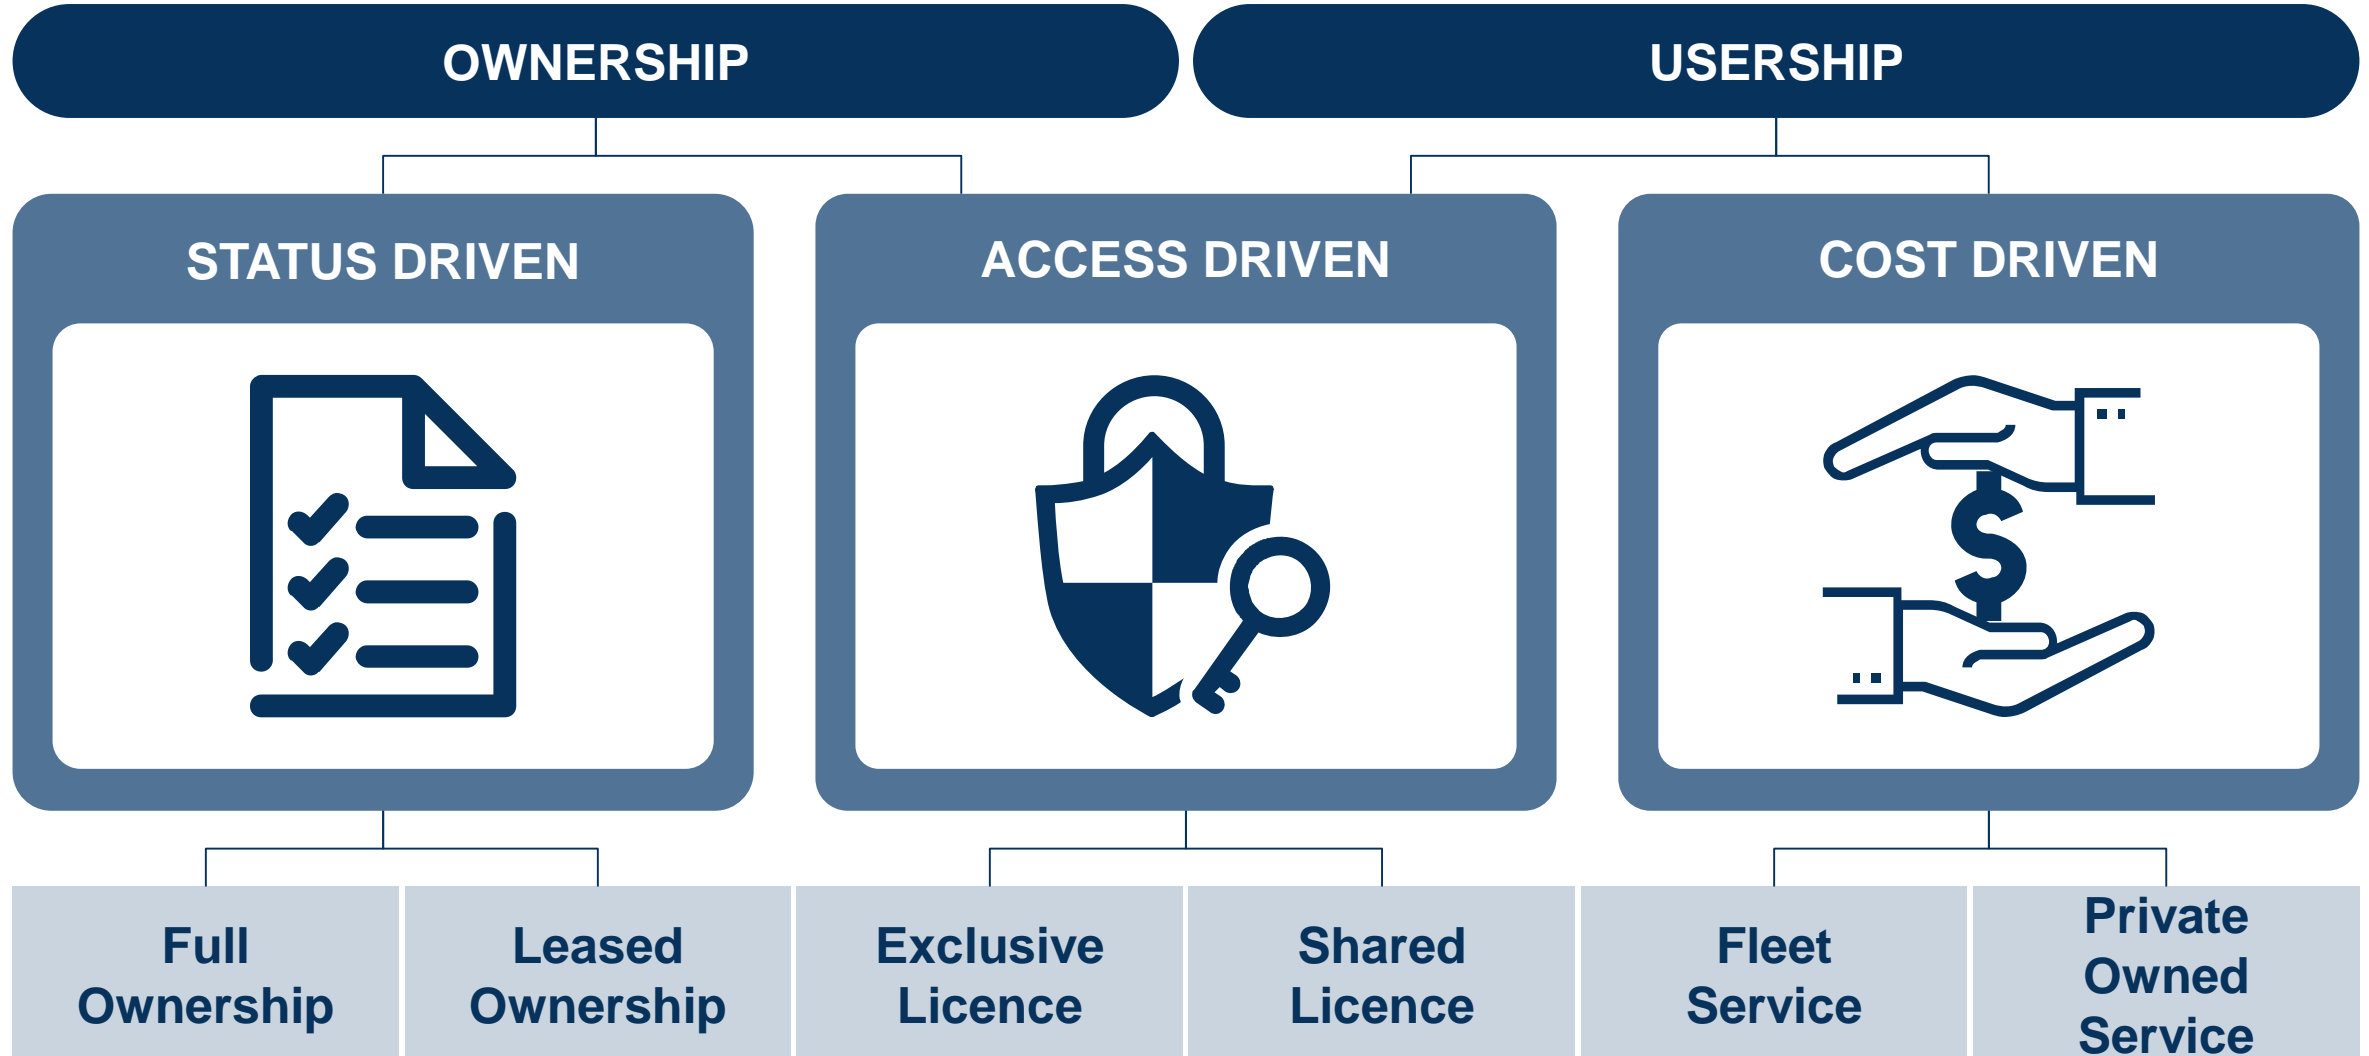 OWNERSHIP
USERSHIP
STATUS DRIVEN
ACCESS DRIVEN
COST DRIVEN
$
Full
Ownership
Leased
Ownership
Exclusive
Licence
Shared
Licence
Fleet
Service
Private
Owned
Service